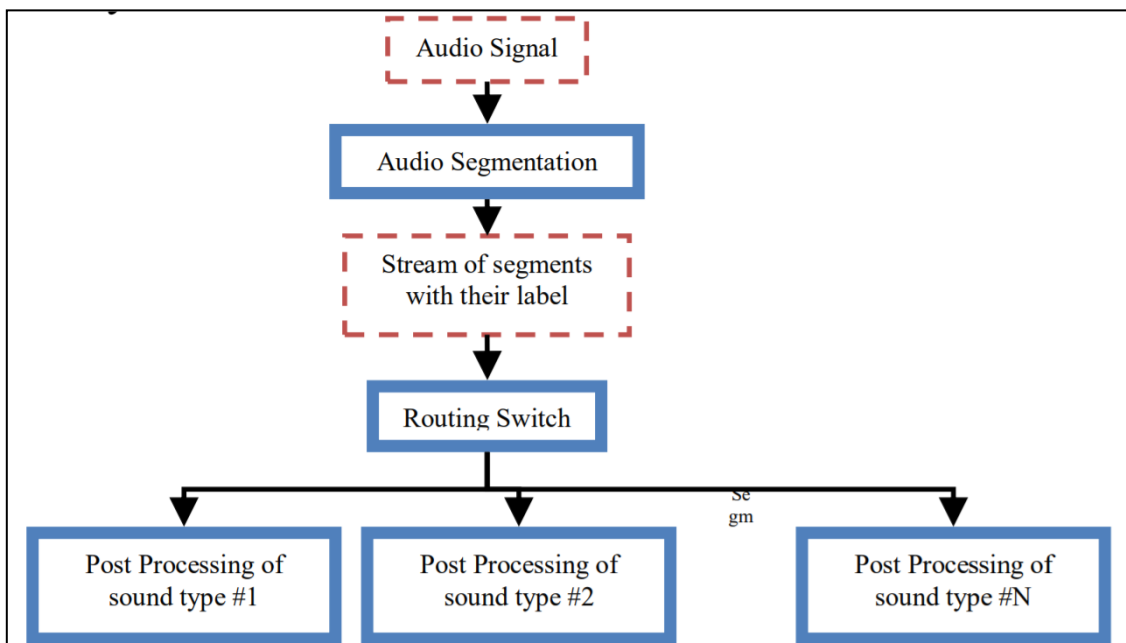 Audio Signal
Audio Segmentation
Stream of segments
with their label
Routing Switch
Se
gm
Post Processing of
sound type #1
Post Processing of
sound type #2
Post Processing of
sound type #N